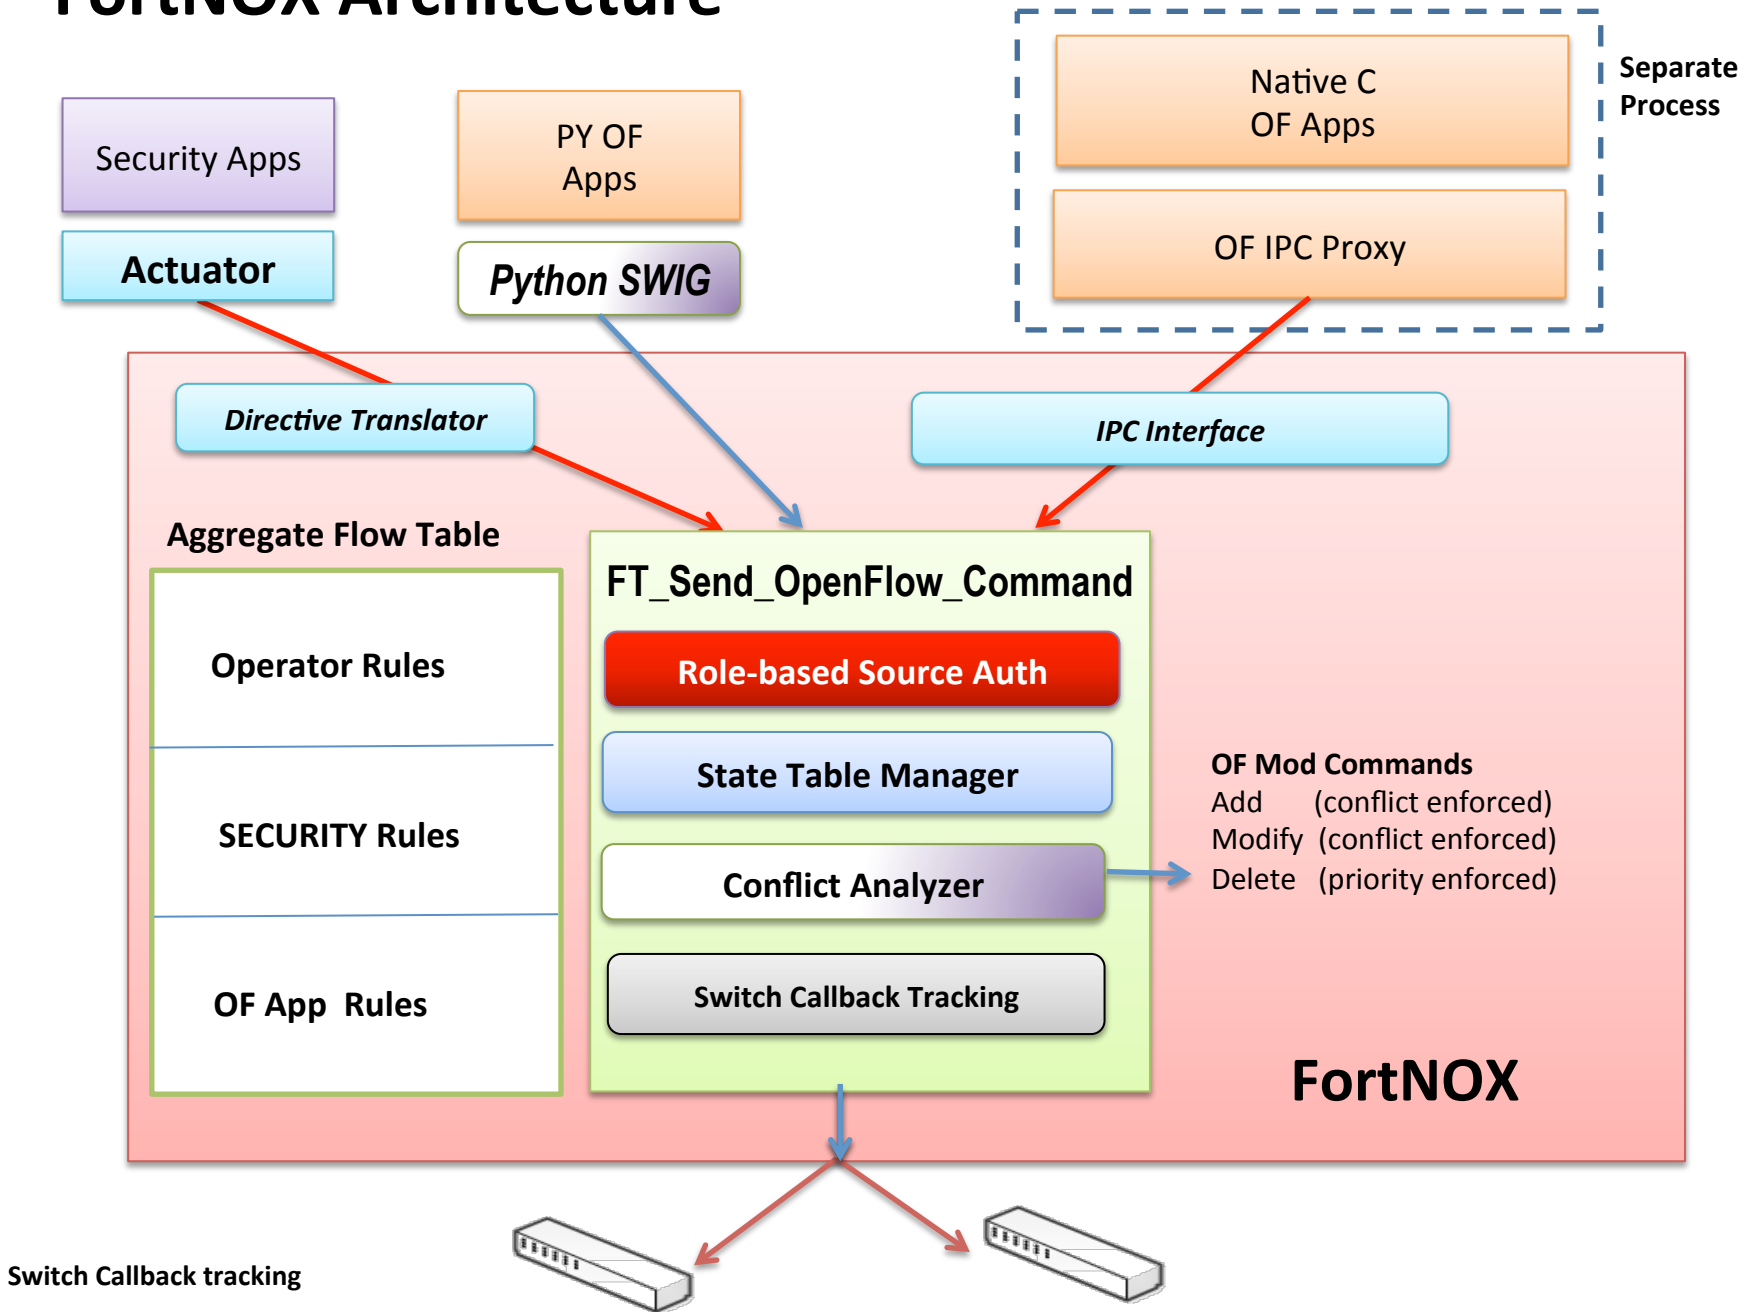 FortNOX Architecture
Separate
Process
Native C
OF Apps
OF IPC Proxy
Security Apps
Actuator
PY OF
Apps
Python SWIG
Directive Translator
IPC Interface
Aggregate Flow Table
Operator Rules
SECURITY Rules
OF App Rules
FT_Send_OpenFlow_Command
Role-based Source Auth
State Table Manager
Conflict Analyzer
Switch Callback Tracking
OF Mod Commands
Add (conflict enforced)
Modify (conflict enforced)
Delete (priority enforced)
FortNOX
Switch Callback tracking